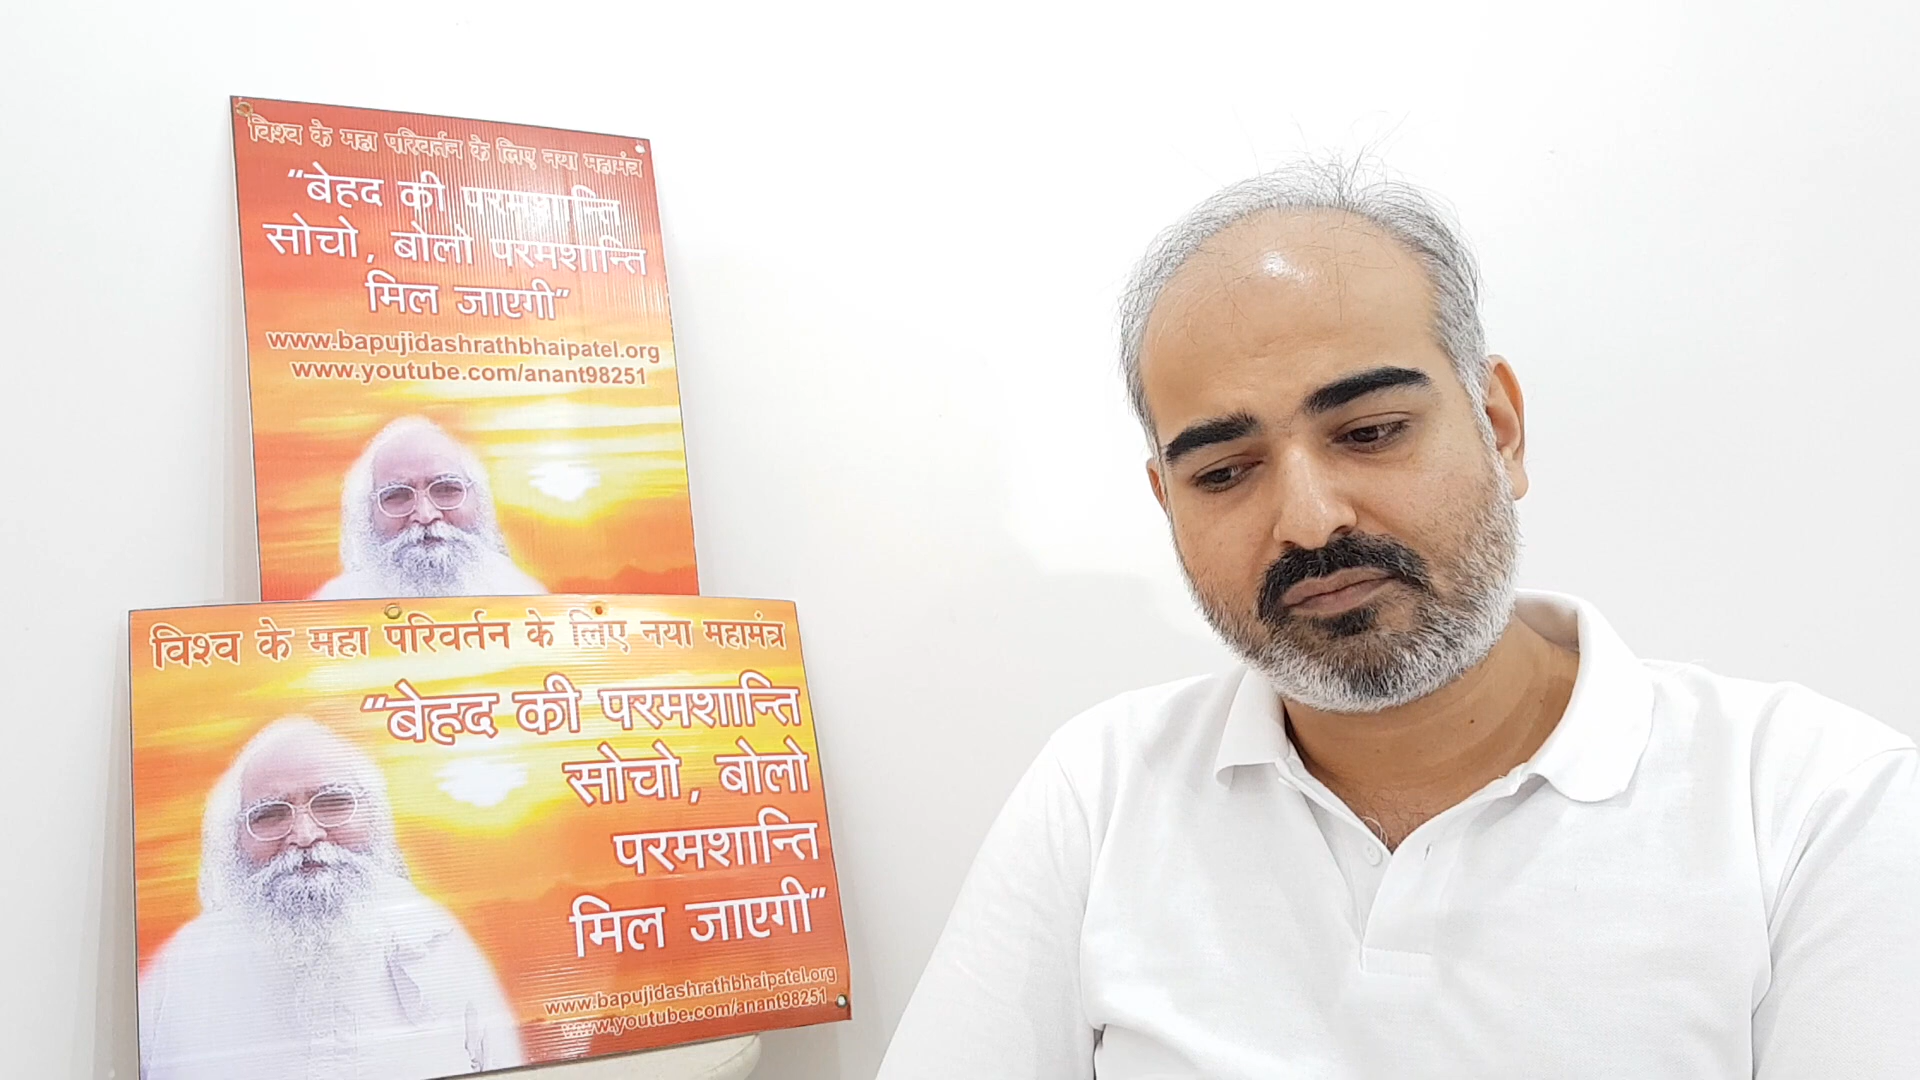 विश्व के महा परिवर्तन के लिए नया महामंत्र
“बेहद की परमशान्ति
सोचो, बोलो परमशान्ति
मिल जाएगी”
www.bapujidashrathbhaipatel.org
www.youtube.com/anant98251
विश्व के महा परिवर्तन के लिए नया महामंत्र
“बेहद की परमशान्ति
सोचो, बोलो
परमशान्ति
मिल जाएगी”
www.bapujidashrathbhaipatel.org
www.youtube.com/anant98251